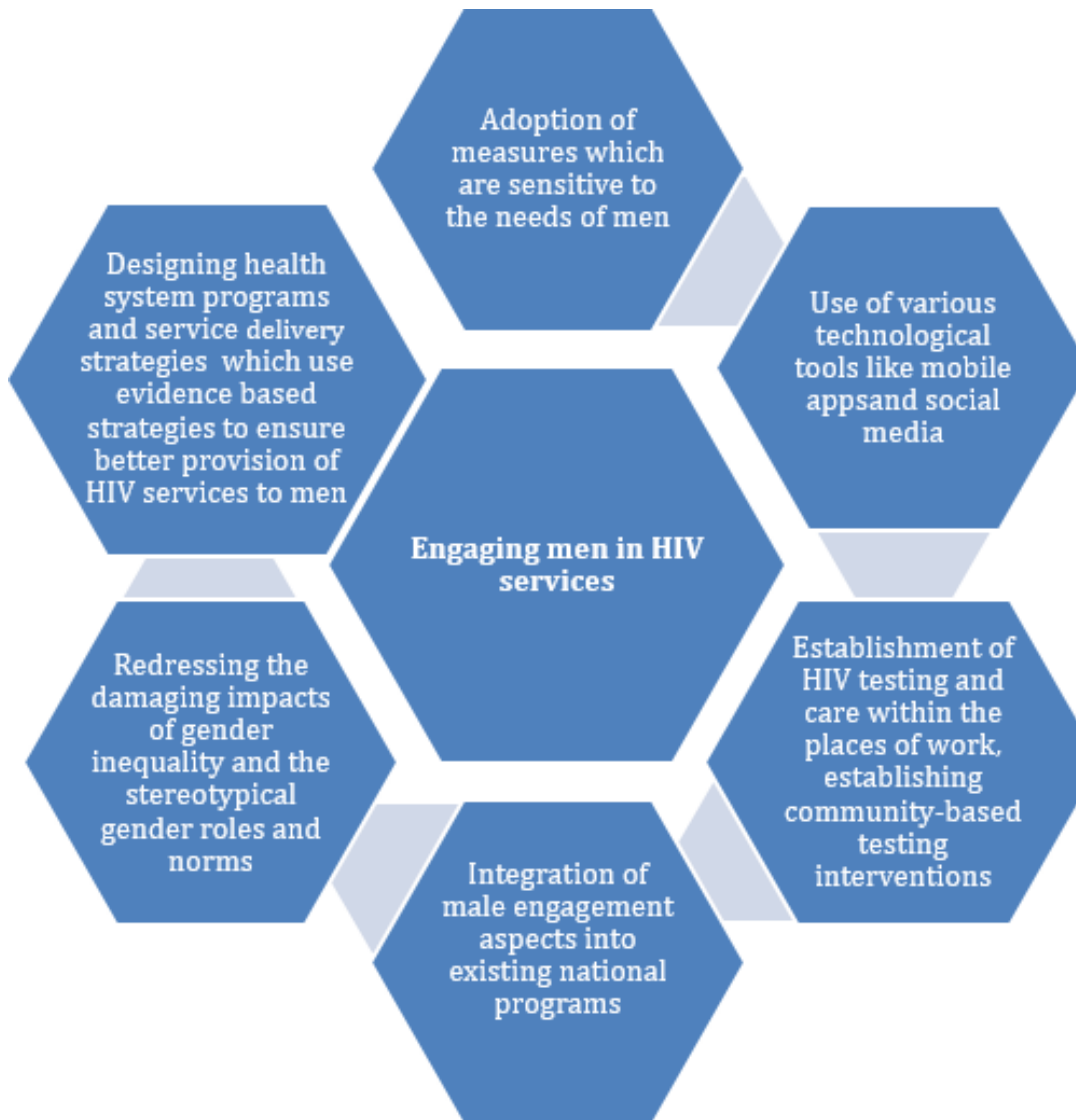 Adoption of
measures which
are sensitive to
the needs of men
Use of various
technological
tools like mobile
appsand social
media
Establishment of
HIV testing and
care within the
places of work,
establishing
community-based
testing
interventions
Integration of
male engagement
aspects into
existing national
programs
Redressing the
damaging impacts
of gender
inequality and the
stereotypical
gender roles and
norms
Designing health
system programs
and service delivery
strategies which use
evidence based
strategies to ensure
better provision of
HIV services to men
Engaging men in HIV
services